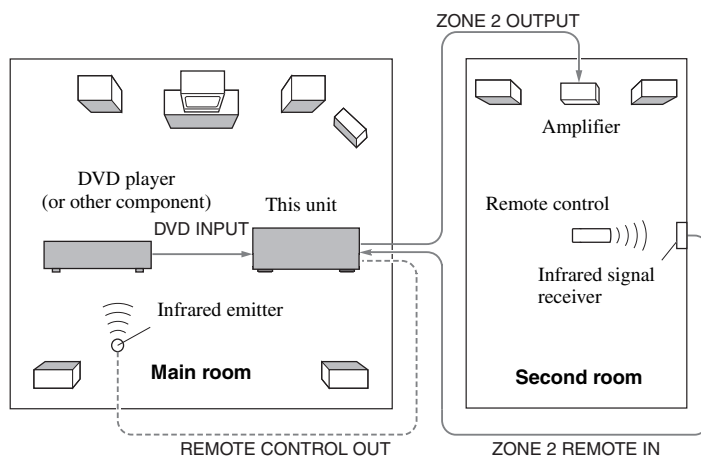 ZONE 2 OUTPUT
Amplifier
DVD player
(or other component)
This unit
DVD INPUT
Remote control
Infrared signal
receiver
Infrared emitter
Main room
Second room
REMOTE CONTROL OUT
ZONE 2 REMOTE IN